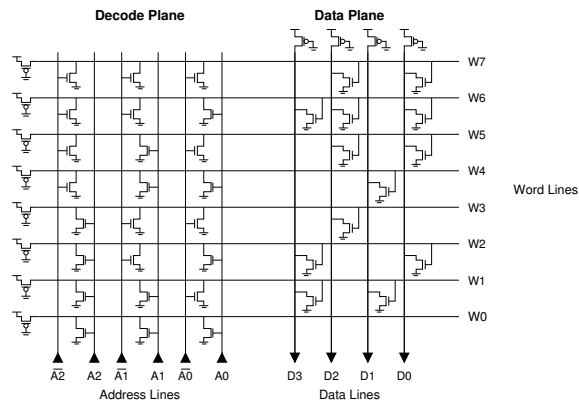 Decode Plane Data Plane
W7
W6
W5
W4
Word Lines
W3
W2
W1
W0
A̅2̅ A2 A̅1̅ A1 A̅0̅ A0 D3 D2 D1 D0
Address Lines Data Lines